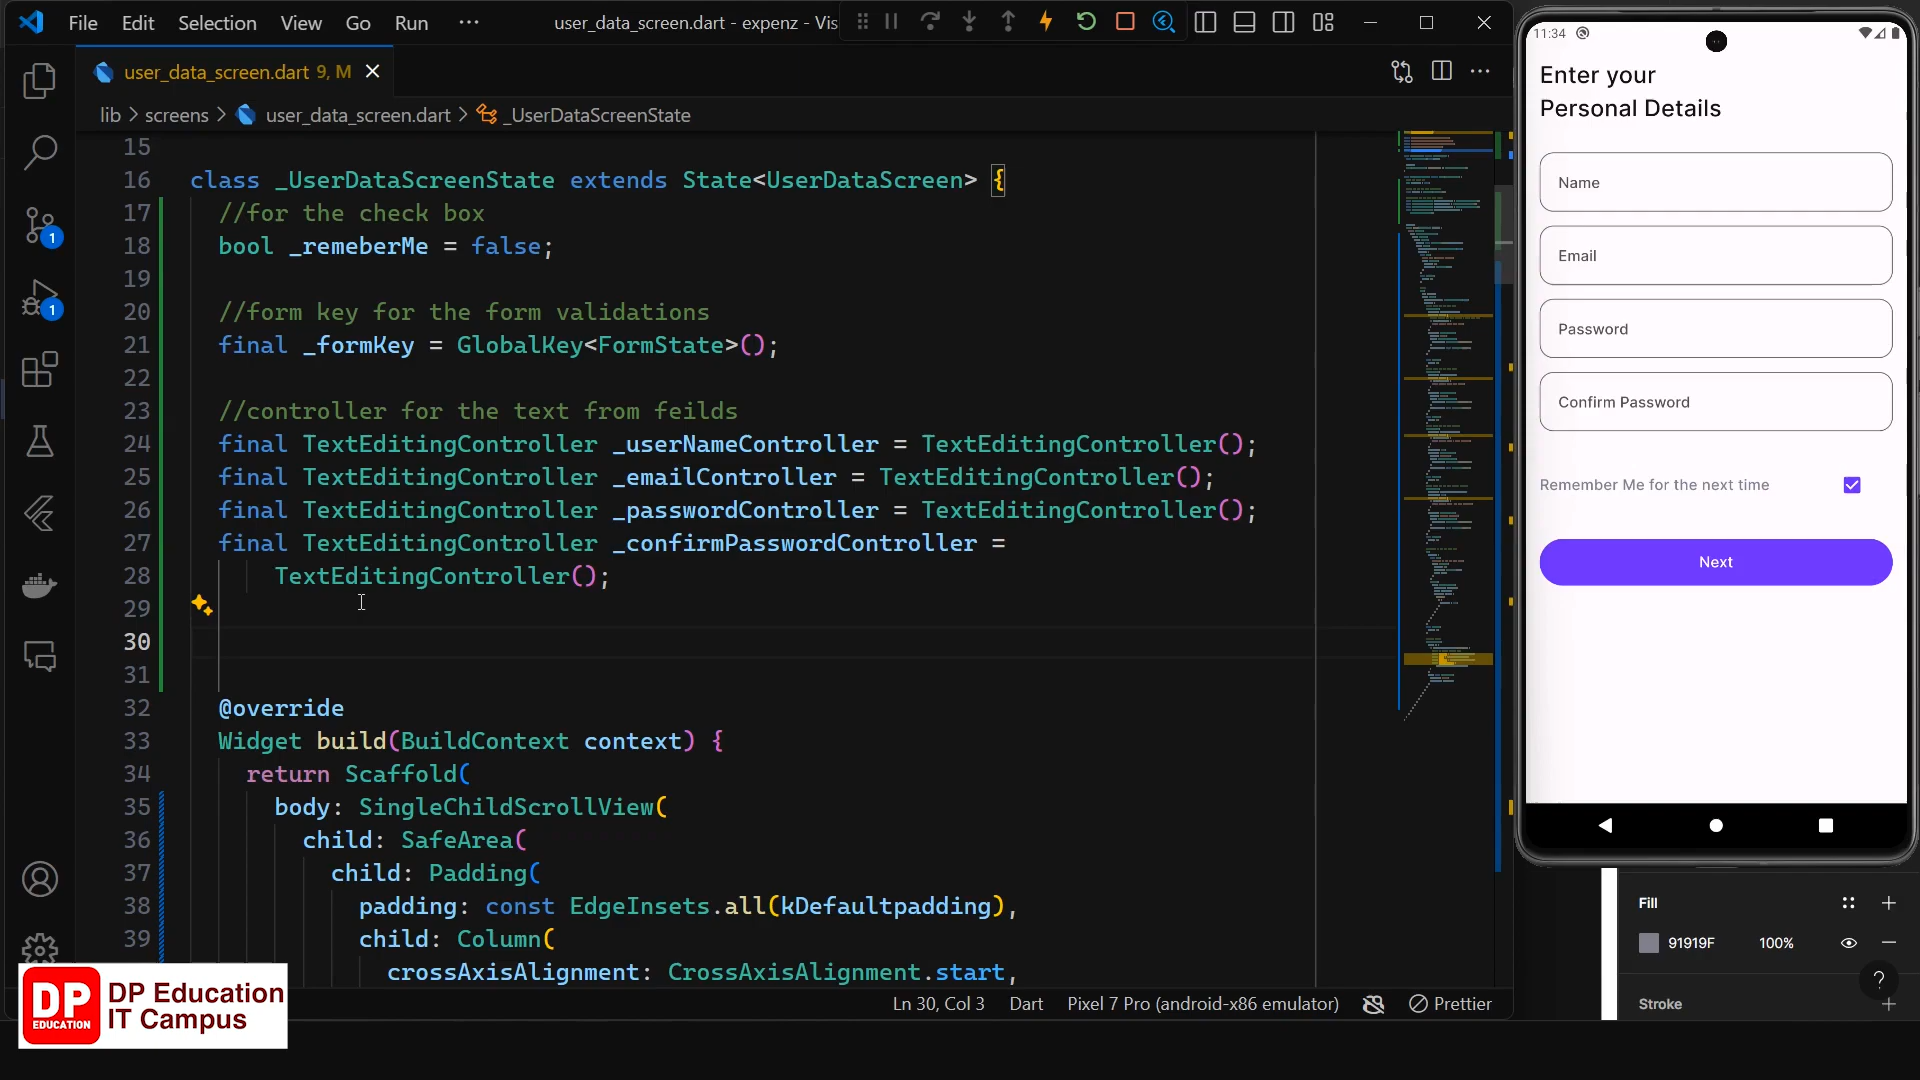 File Edit Selection View Go Run ··· user_data_screen.dart - expenz - Vis
user_data_screen.dart 9, M
lib > screens > user_data_screen.dart > _UserDataScreenState
15
16 class _UserDataScreenState extends State<UserDataScreen> {
17 //for the check box
18 bool _remeberMe = false;
19
20 //form key for the form validations
21 final _formKey = GlobalKey<FormState>();
22
23 //controller for the text from feilds
24 final TextEditingController _userNameController = TextEditingController();
25 final TextEditingController _emailController = TextEditingController();
26 final TextEditingController _passwordController = TextEditingController();
27 final TextEditingController _confirmPasswordController =
28 TextEditingController();
29
30
31
32 @override
33 Widget build(BuildContext context) {
34 return Scaffold(
35 body: SingleChildScrollView(
36 child: SafeArea(
37 child: Padding(
38 padding: const EdgeInsets.all(kDefaultpadding),
39 child: Column(
crossAxisAlignment: CrossAxisAlignment.start,
1
1
Ln 30, Col 3 Dart Pixel 7 Pro (android-x86 emulator) Prettier
DP
EDUCATION
DP Education
IT Campus
11:34
Enter your
Personal Details
Name
Email
Password
Confirm Password
Remember Me for the next time
Next
Fill
91919F 100%
?
Stroke